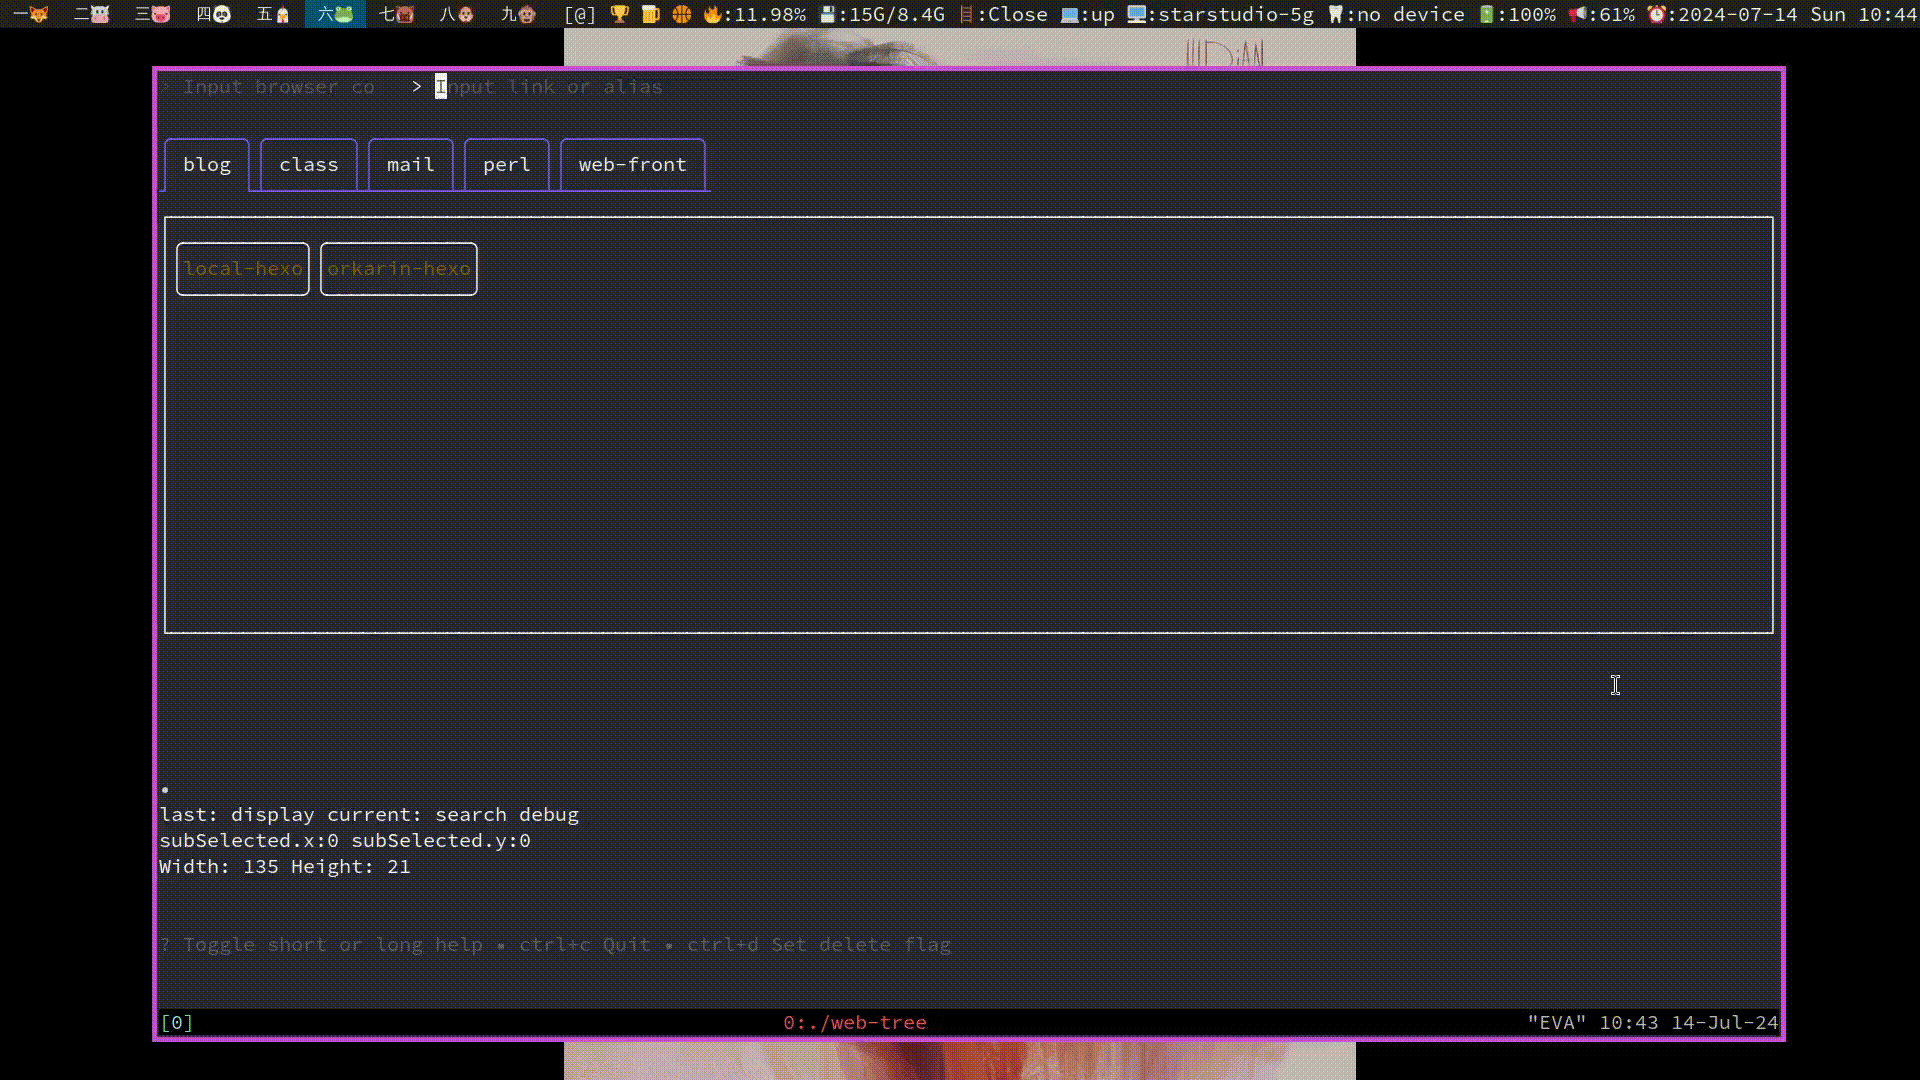 一🦊 二🐮 三🐷 四🐼 五🐧 六🐸 七🐻 八🐶 九🐵 [@] 🏆 🍺 🏀 🔥:11.98% 💾:15G/8.4G :Close 💻:up 🖥:starstudio-5g 🦷:no device 🔋:100% 📢:61% ⏰:2024-07-14 Sun 10:44
> Input browser co > Input link or alias
blog class mail perl web-front
local-hexo orkarin-hexo
•
last: display current: search debug
subSelected.x:0 subSelected.y:0
Width: 135 Height: 21
? Toggle short or long help • ctrl+c Quit • ctrl+d Set delete flag
[0] 0:./web-tree "EVA" 10:43 14-Jul-24